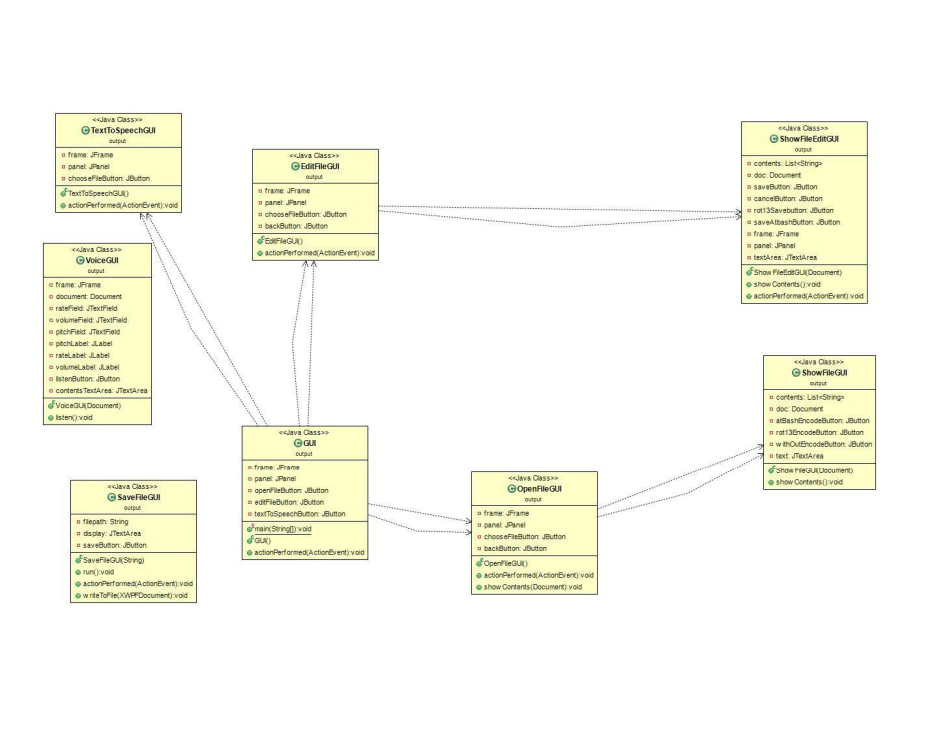 <<Java Class>>
TextToSpeechGUI
output
frame: JFrame
panel: JPanel
chooseFileButton: JButton
TextToSpeechGUI()
actionPerformed(ActionEvent):void
<<Java Class>>
EditFileGUI
output
frame: JFrame
panel: JPanel
chooseFileButton: JButton
backButton: JButton
EditFileGUI()
actionPerformed(ActionEvent):void
<<Java Class>>
ShowFileEditGUI
output
contents: List<String>
doc: Document
saveButton: JButton
cancelButton: JButton
rot13Savebutton: JButton
saveAtbashButton: JButton
frame: JFrame
panel: JPanel
textArea: JTextArea
ShowFileEditGUI(Document)
showContents():void
actionPerformed(ActionEvent):void
<<Java Class>>
VoiceGUI
output
frame: JFrame
document: Document
rateField: JTextField
volumeField: JTextField
pitchField: JTextField
pitchLabel: JLabel
rateLabel: JLabel
volumeLabel: JLabel
listenButton: JButton
contentsTextArea: JTextArea
VoiceGUI(Document)
listen():void
<<Java Class>>
ShowFileGUI
output
contents: List<String>
doc: Document
atBashEncodeButton: JButton
rot13EncodeButton: JButton
withOutEncodeButton: JButton
text: JTextArea
ShowFileGUI(Document)
showContents():void
<<Java Class>>
GUI
output
frame: JFrame
panel: JPanel
openFileButton: JButton
editFileButton: JButton
textToSpeechButton: JButton
main(String[]):void
GUI()
actionPerformed(ActionEvent):void
<<Java Class>>
OpenFileGUI
output
frame: JFrame
panel: JPanel
chooseFileButton: JButton
backButton: JButton
OpenFileGUI()
actionPerformed(ActionEvent):void
showContents(Document):void
<<Java Class>>
SaveFileGUI
output
filepath: String
display: JTextArea
saveButton: JButton
SaveFileGUI(String)
run():void
actionPerformed(ActionEvent):void
writeToFile(XWPFDocument):void